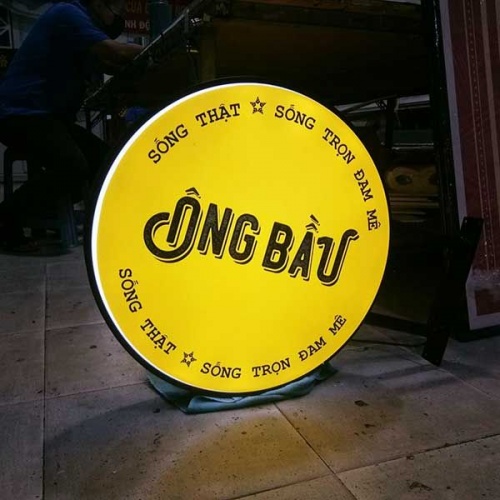 SỐNG THẬT ☆ SỐNG TRỌN ĐAM MÊ
ÔNG BẦU
SỐNG THẬT ☆ SỐNG TRỌN ĐAM MÊ